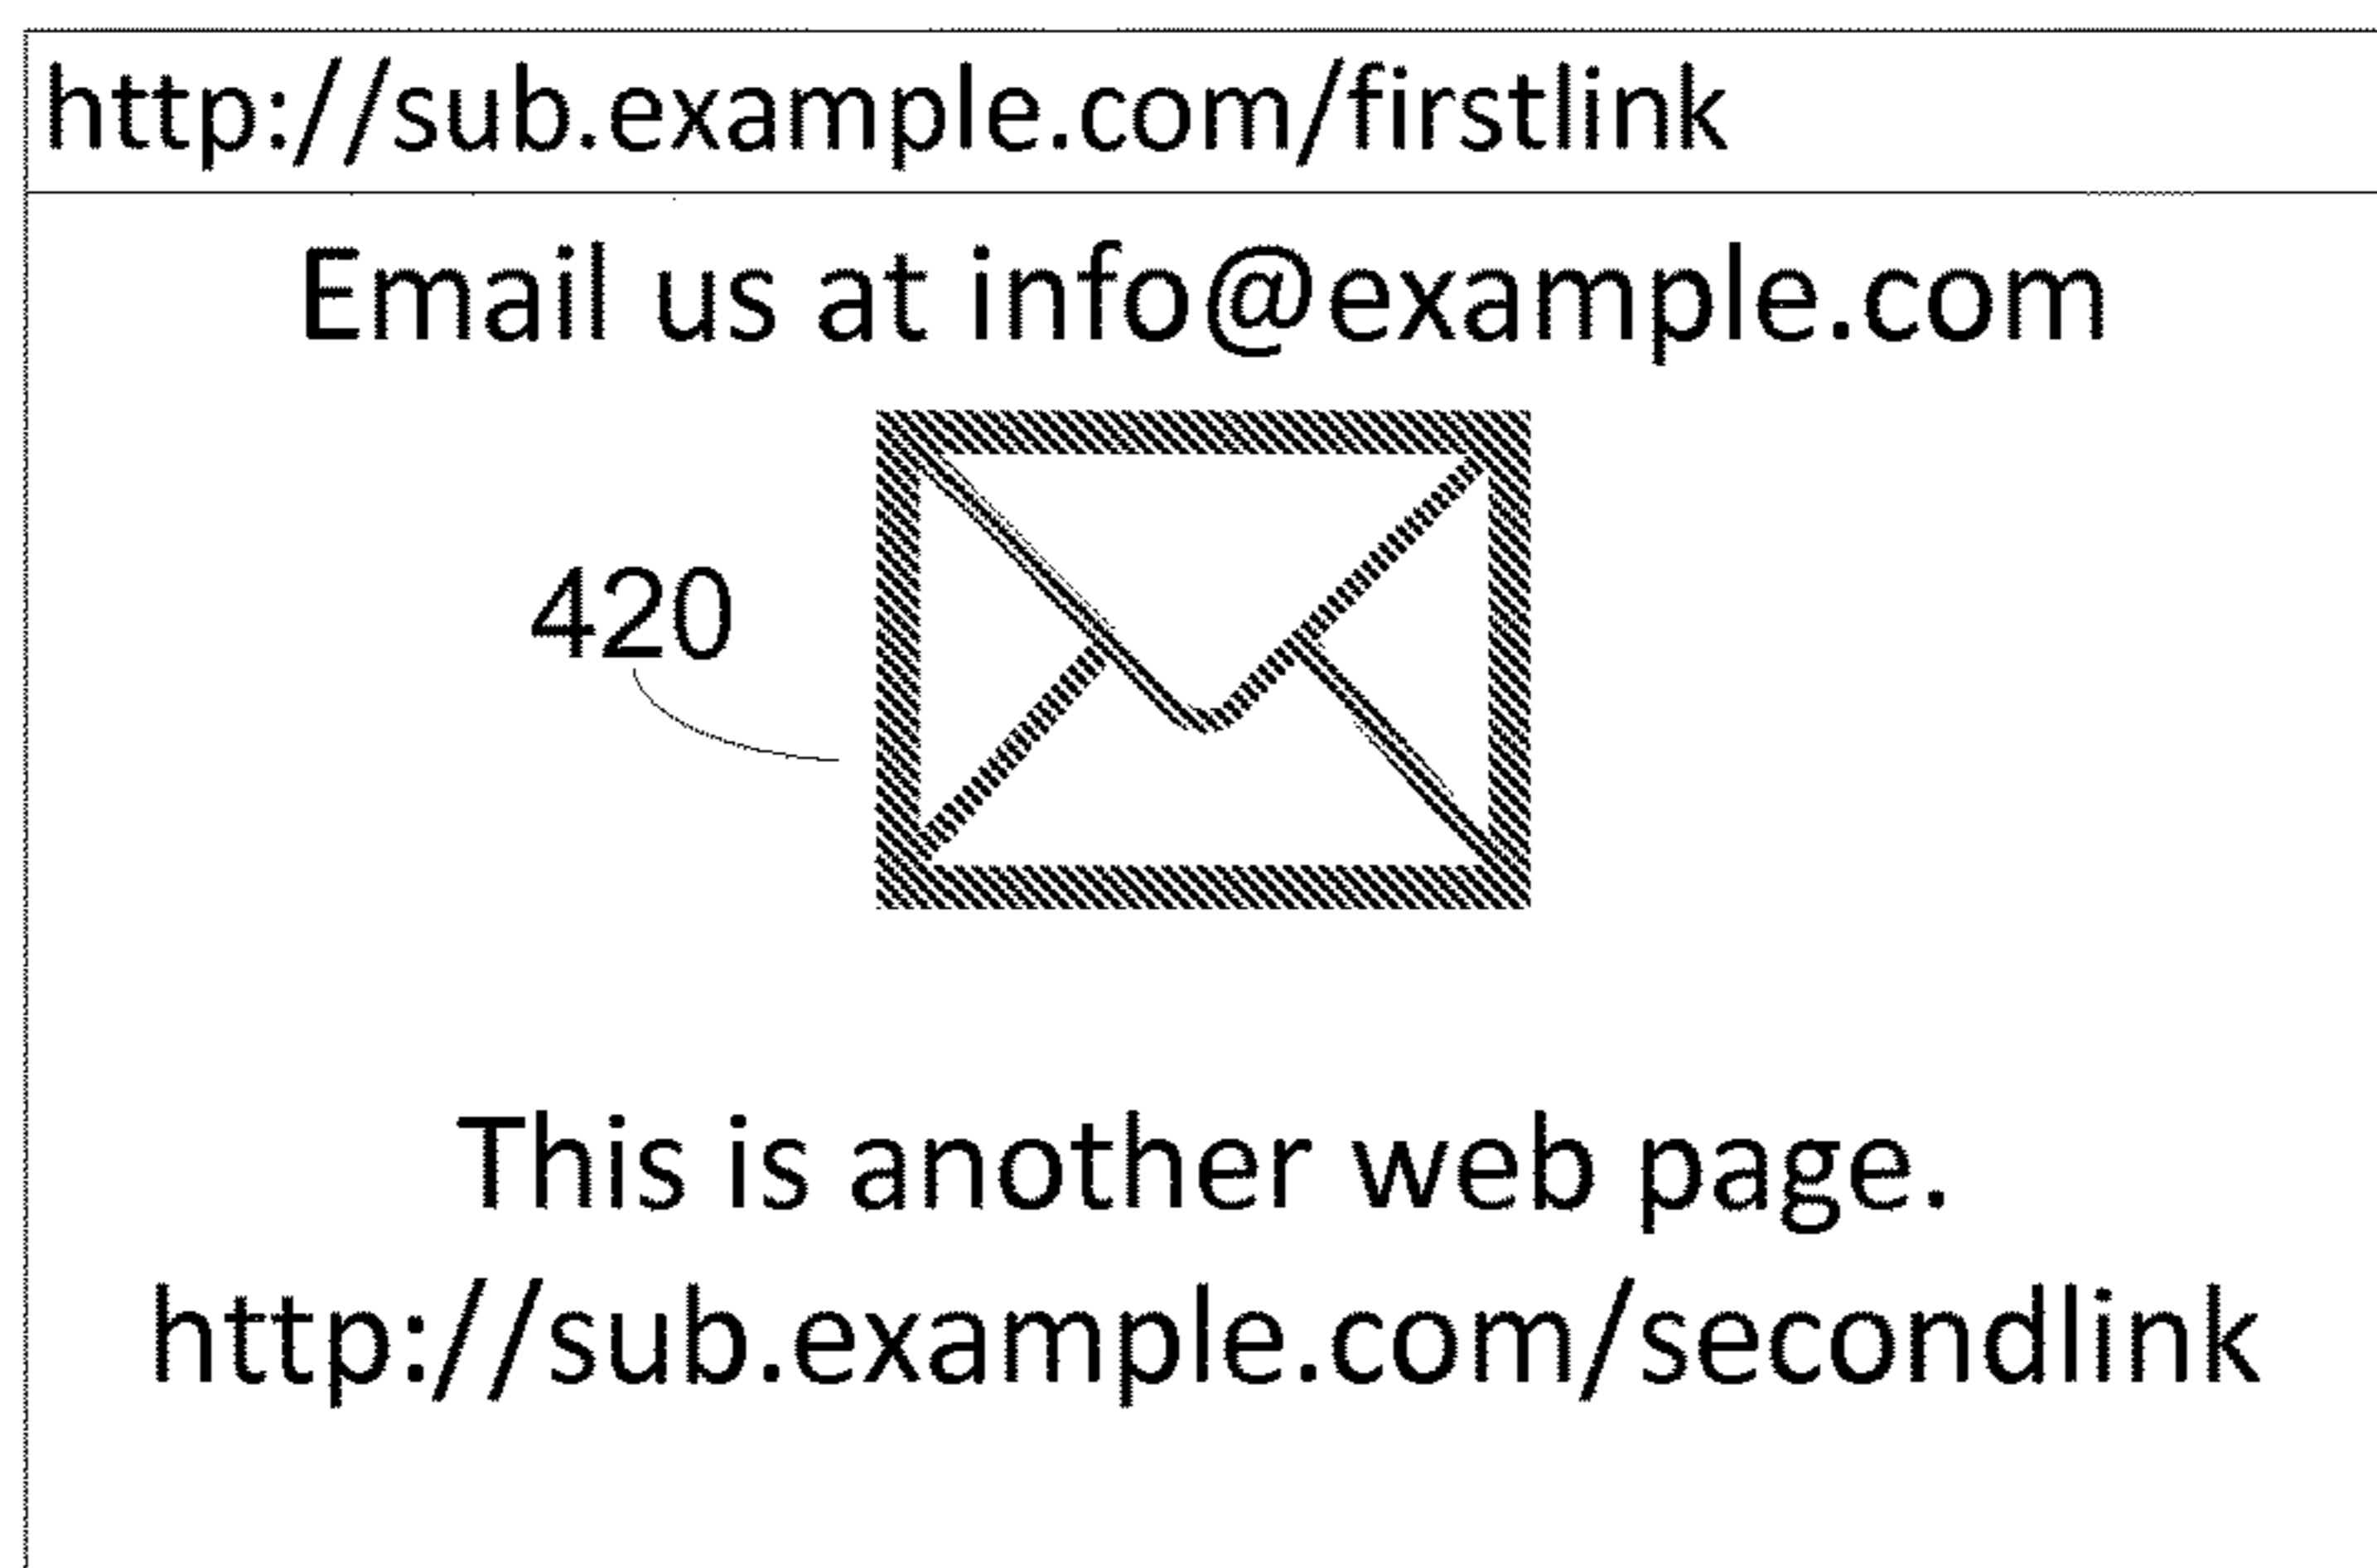 http://sub.example.com/firstlink
Email us at info@example.com
420
This is another web page.
http://sub.example.com/secondlink